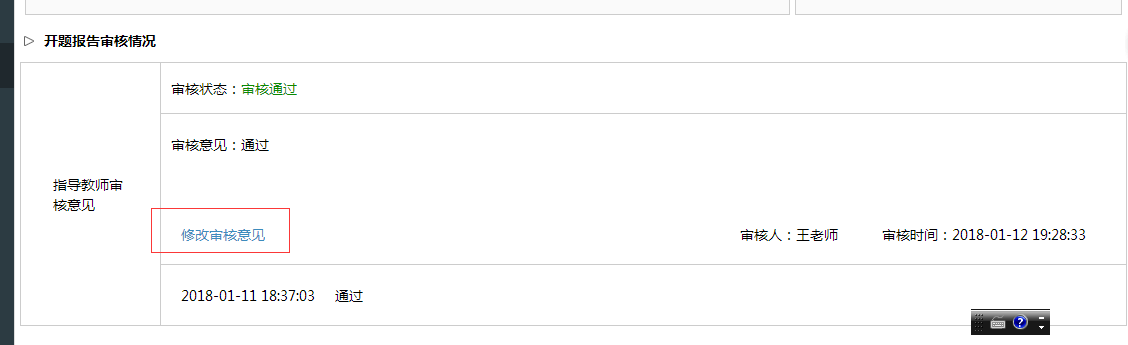 开题报告审核情况
审核状态：审核通过
审核意见：通过
指导教师审
核意见
修改审核意见 审核人：王老师 审核时间：2018-01-12 19:28:33
2018-01-11 18:37:03 通过